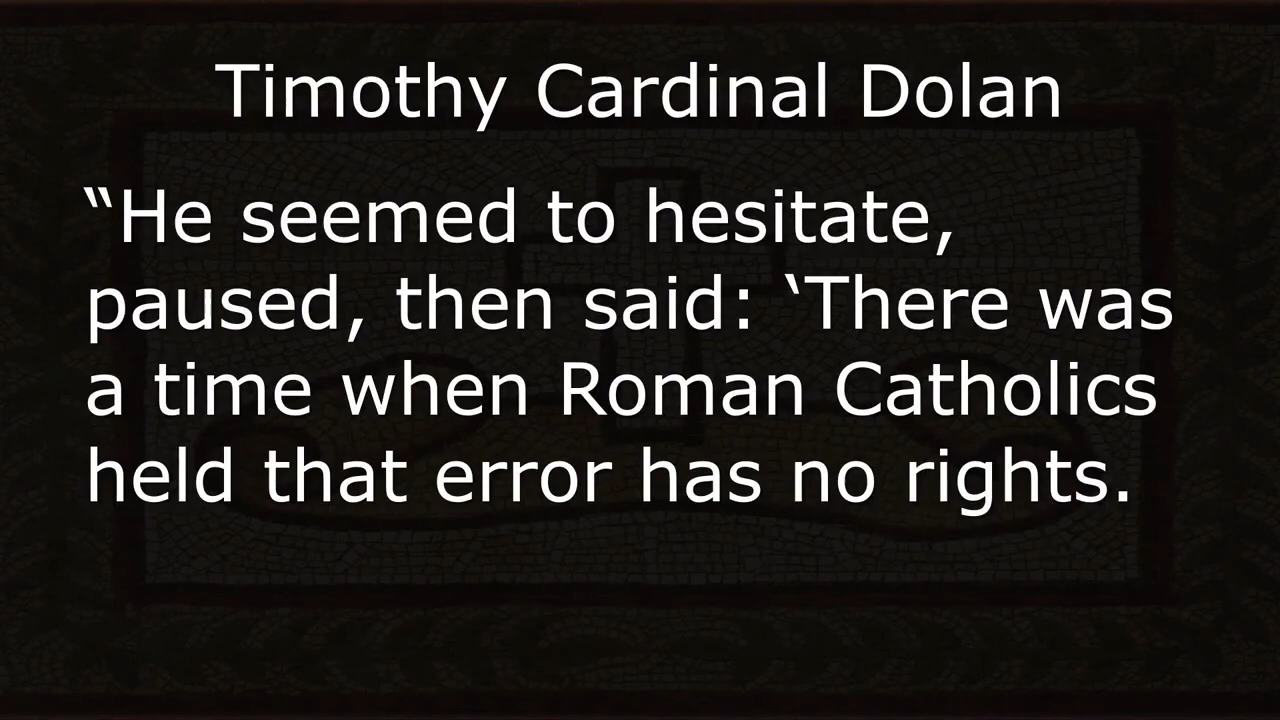 Timothy Cardinal Dolan
“He seemed to hesitate,
paused, then said: ‘There was
a time when Roman Catholics
held that error has no rights.